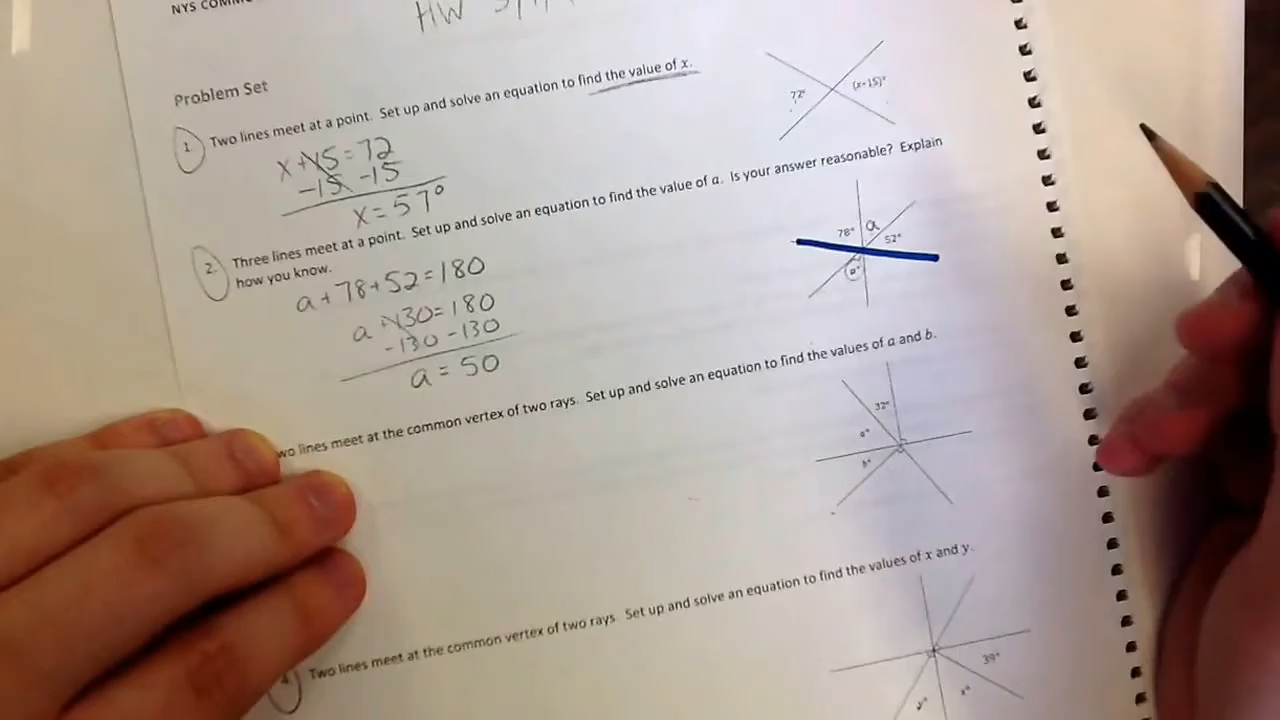 NYS COMM
HW
Problem Set
1. Two lines meet at a point. Set up and solve an equation to find the value of x.
72°
(x-15)°
x+15=72
-15 -15
x=57°
2. Three lines meet at a point. Set up and solve an equation to find the value of a. Is your answer reasonable? Explain
how you know.
78°
a
52°
a°
a+78+52=180
a+130=180
-130 -130
a=50
wo lines meet at the common vertex of two rays. Set up and solve an equation to find the values of a and b.
32°
a°
b°
4. Two lines meet at the common vertex of two rays. Set up and solve an equation to find the values of x and y.
39°
x°
y°